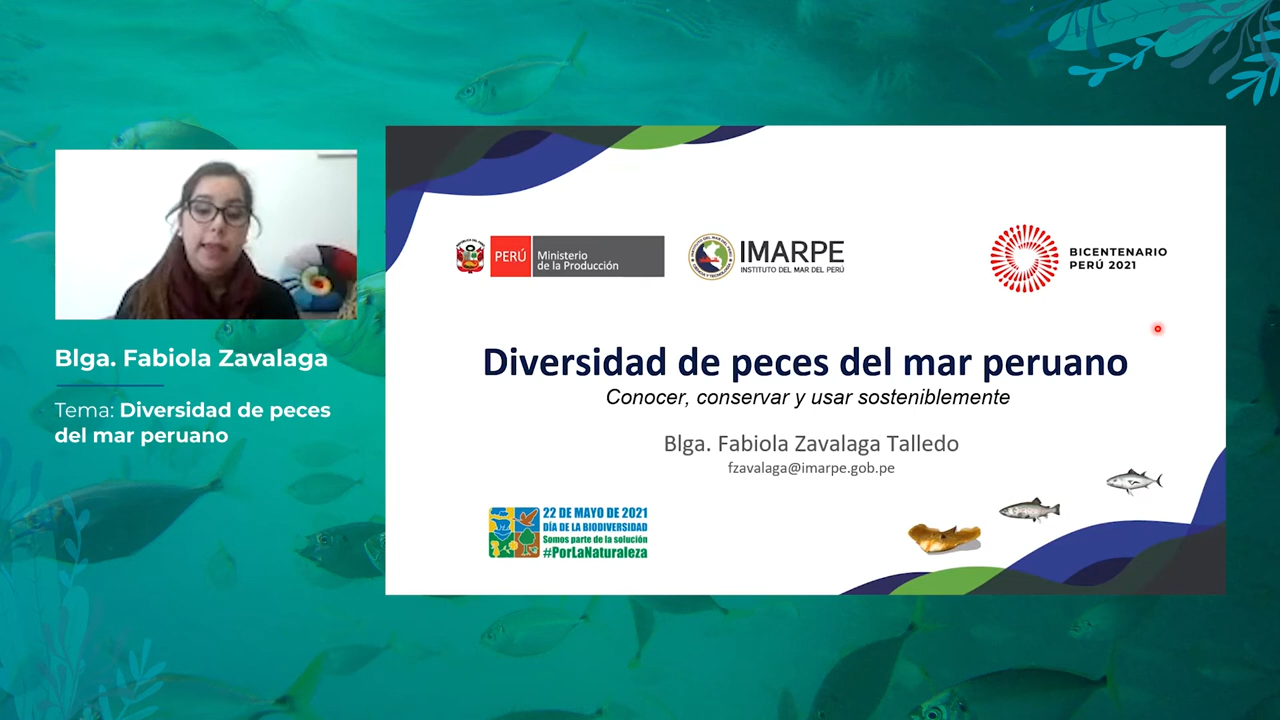 Blga. Fabiola Zavalaga
Tema: Diversidad de peces
del mar peruano
PERÚ
Ministerio
de la Producción
IMARPE
INSTITUTO DEL MAR DEL PERÚ
BICENTENARIO
PERÚ 2021
Diversidad de peces del mar peruano
Conocer, conservar y usar sosteniblemente
Blga. Fabiola Zavalaga Talledo
fzavalaga@imarpe.gob.pe
22 DE MAYO DE 2021
DÍA DE LA BIODIVERSIDAD
Somos parte de la solución
#PorLaNaturaleza